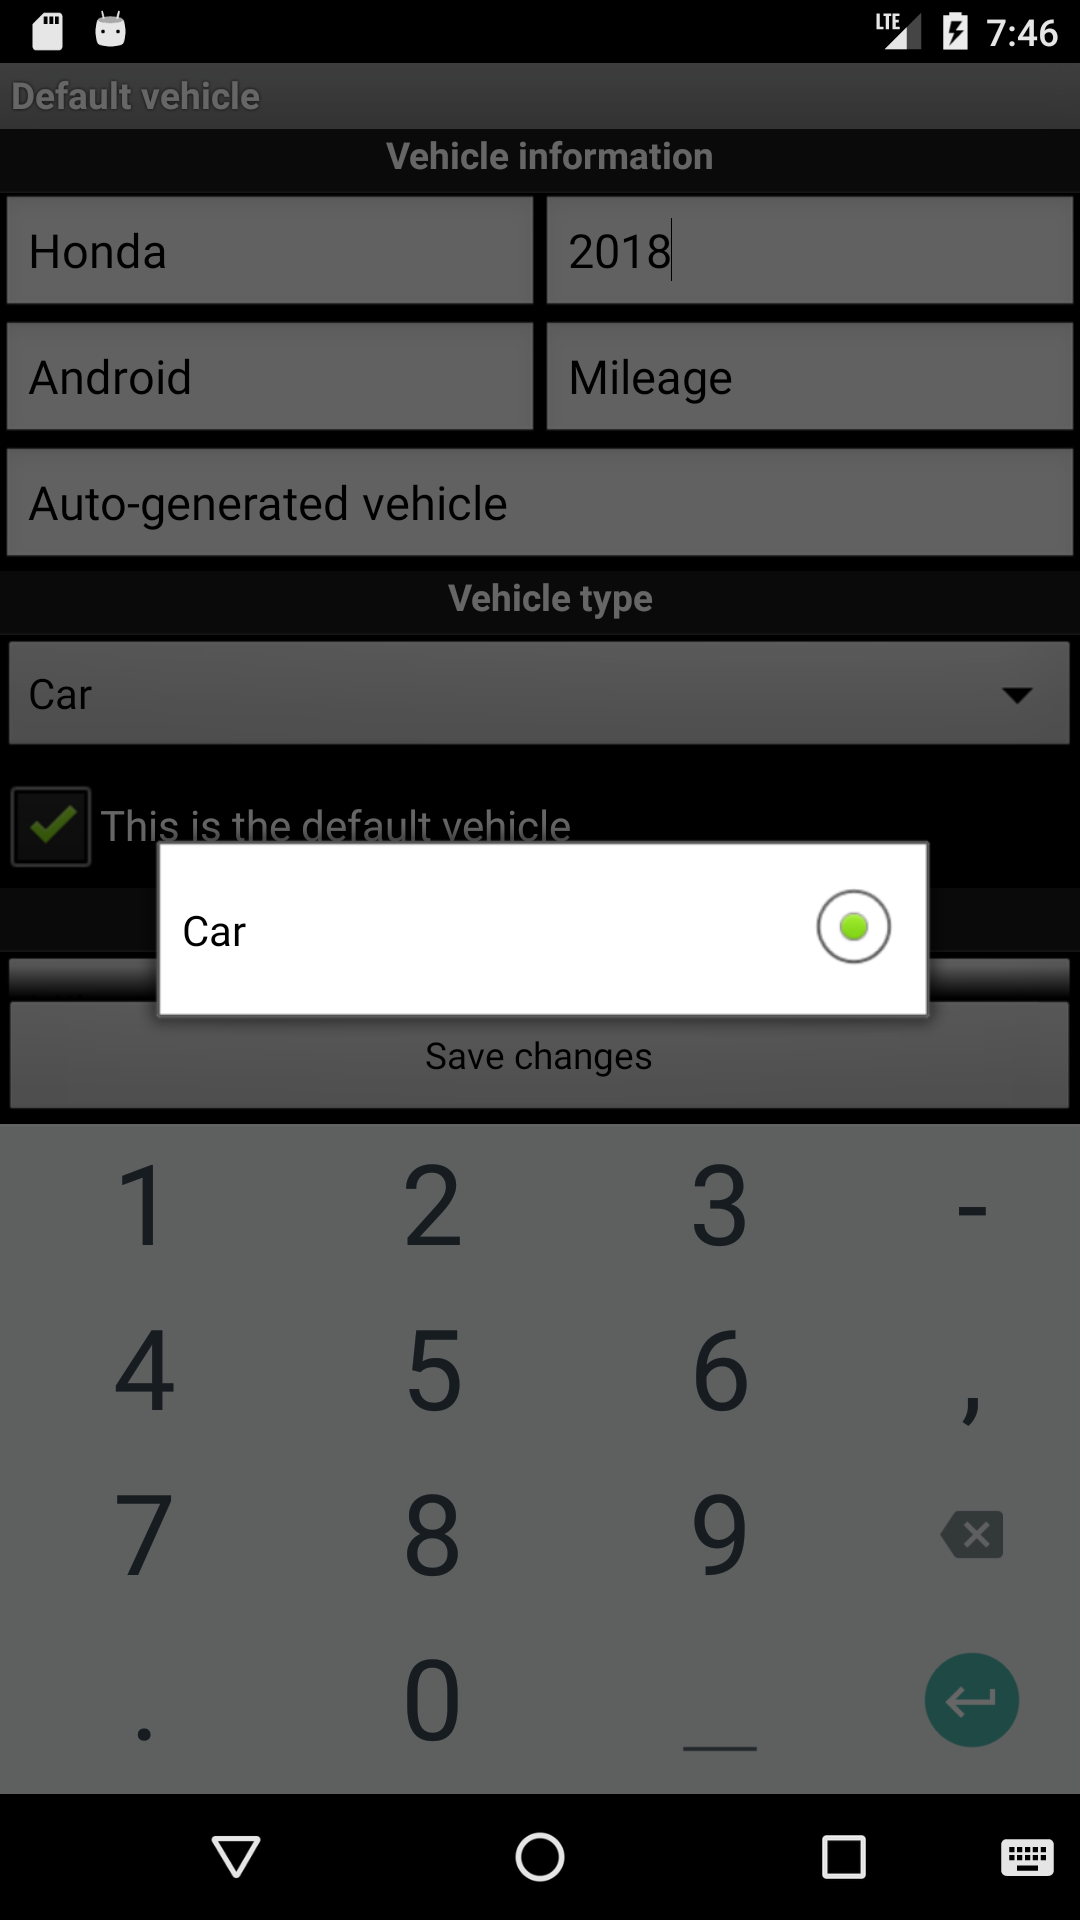 LTE 7:46
Default vehicle
Vehicle information
Honda 2018
Android Mileage
Auto-generated vehicle
Vehicle type
Car
This is the default vehicle
Car
Save changes
1 2 3 -
4 5 6 ,
7 8 9
. 0 _